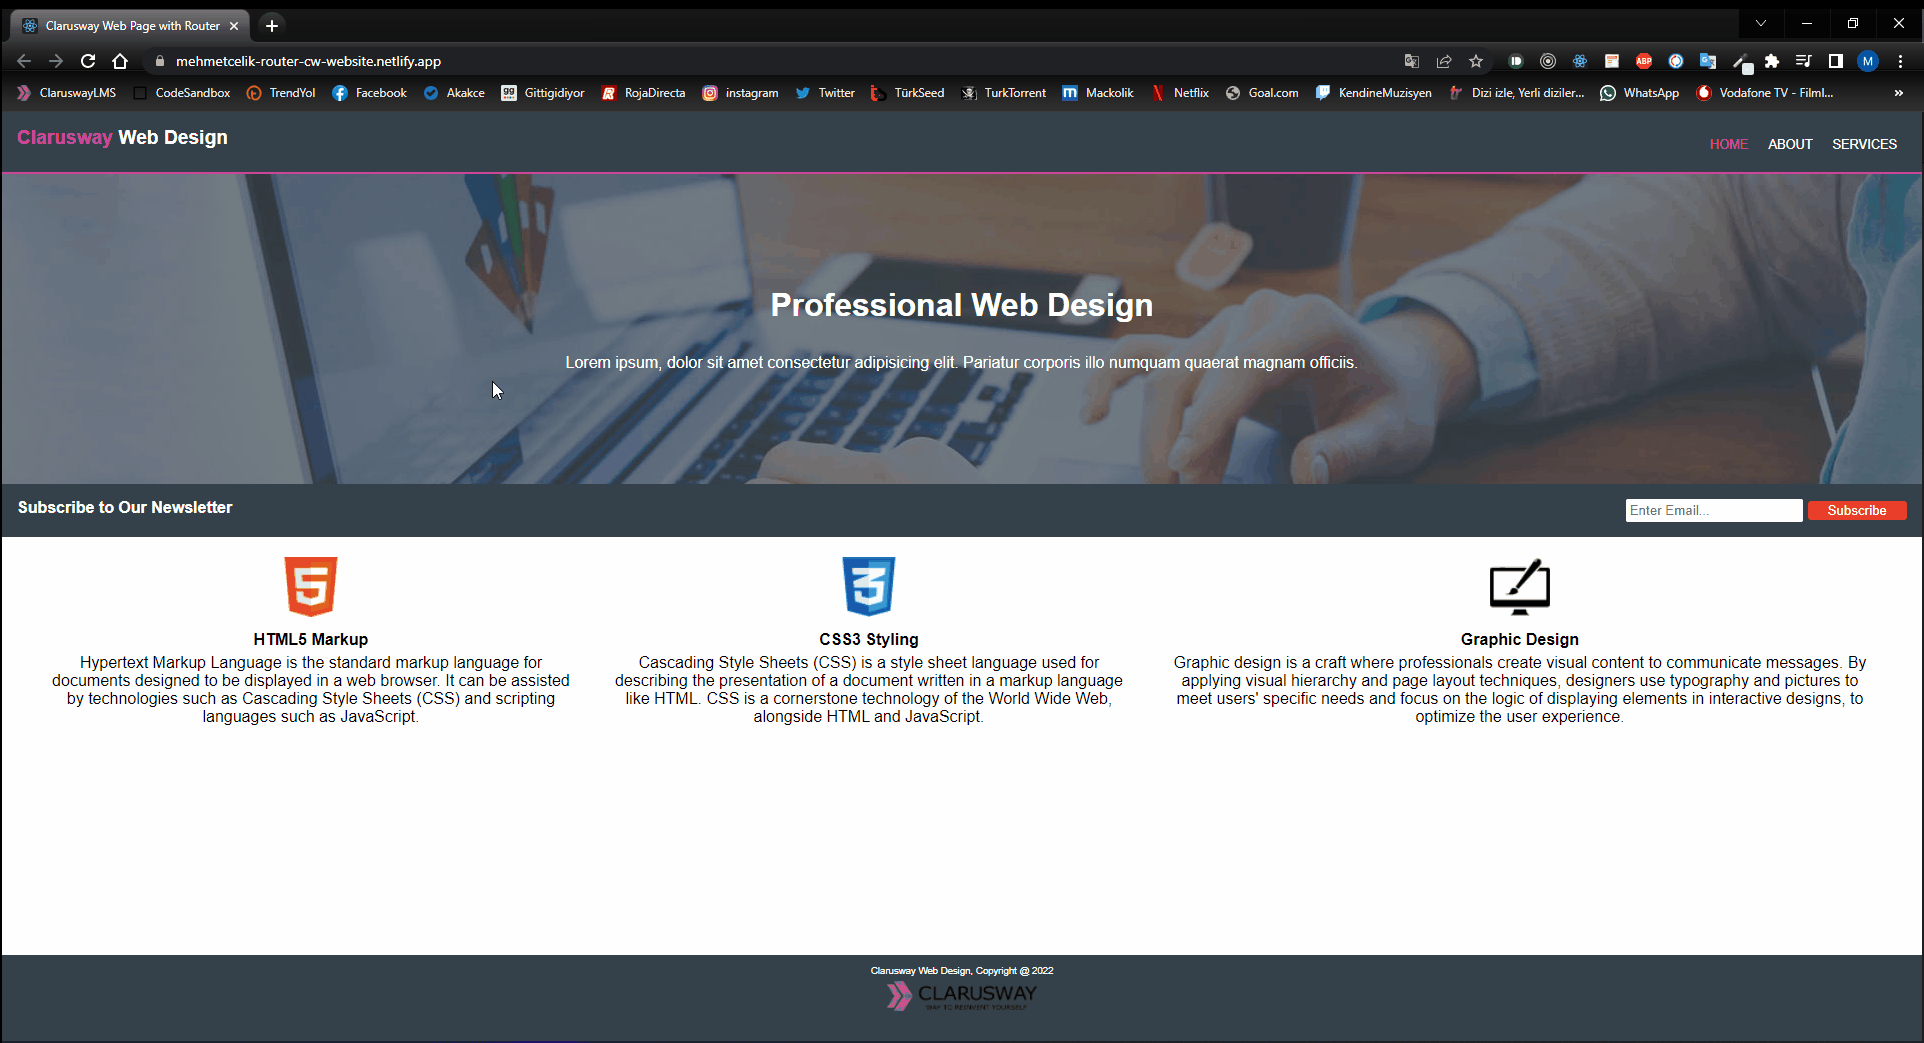 Clarusway Web Page with Router
mehmetcelik-router-cw-website.netlify.app
ABP
M
ClaruswayLMS CodeSandbox TrendYol Facebook Akakce Gittigidiyor RojaDirecta instagram Twitter TürkSeed TurkTorrent Mackolik Netflix Goal.com KendineMuzisyen Dizi izle, Yerli diziler... WhatsApp Vodafone TV - Filml... »
Clarusway Web Design
HOME ABOUT SERVICES
Professional Web Design
Lorem ipsum, dolor sit amet consectetur adipisicing elit. Pariatur corporis illo numquam quaerat magnam officiis.
Subscribe to Our Newsletter
Enter Email... Subscribe
HTML5 Markup
Hypertext Markup Language is the standard markup language for
documents designed to be displayed in a web browser. It can be assisted
by technologies such as Cascading Style Sheets (CSS) and scripting
languages such as JavaScript.
CSS3 Styling
Cascading Style Sheets (CSS) is a style sheet language used for
describing the presentation of a document written in a markup language
like HTML. CSS is a cornerstone technology of the World Wide Web,
alongside HTML and JavaScript.
Graphic Design
Graphic design is a craft where professionals create visual content to communicate messages. By
applying visual hierarchy and page layout techniques, designers use typography and pictures to
meet users' specific needs and focus on the logic of displaying elements in interactive designs, to
optimize the user experience.
Clarusway Web Design, Copyright @ 2022
CLARUSWAY
WAY TO REINVENT YOURSELF